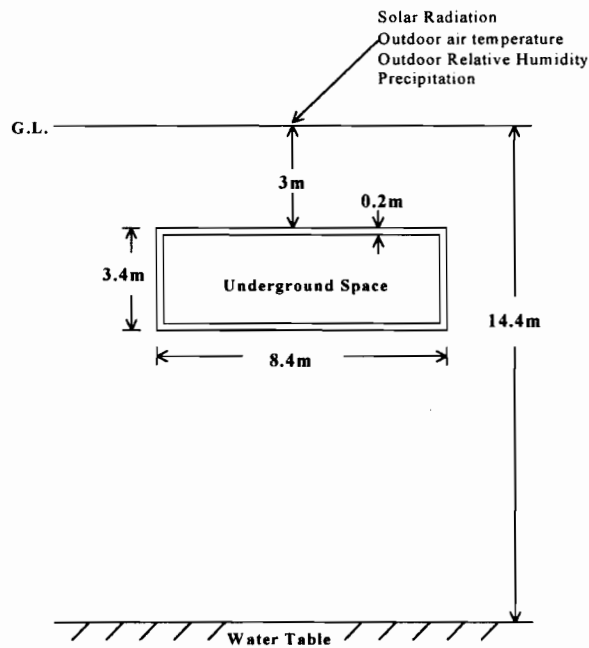 Solar Radiation
Outdoor air temperature
Outdoor Relative Humidity
Precipitation
G.L.
3m
0.2m
3.4m
Underground Space
14.4m
8.4m
Water Table